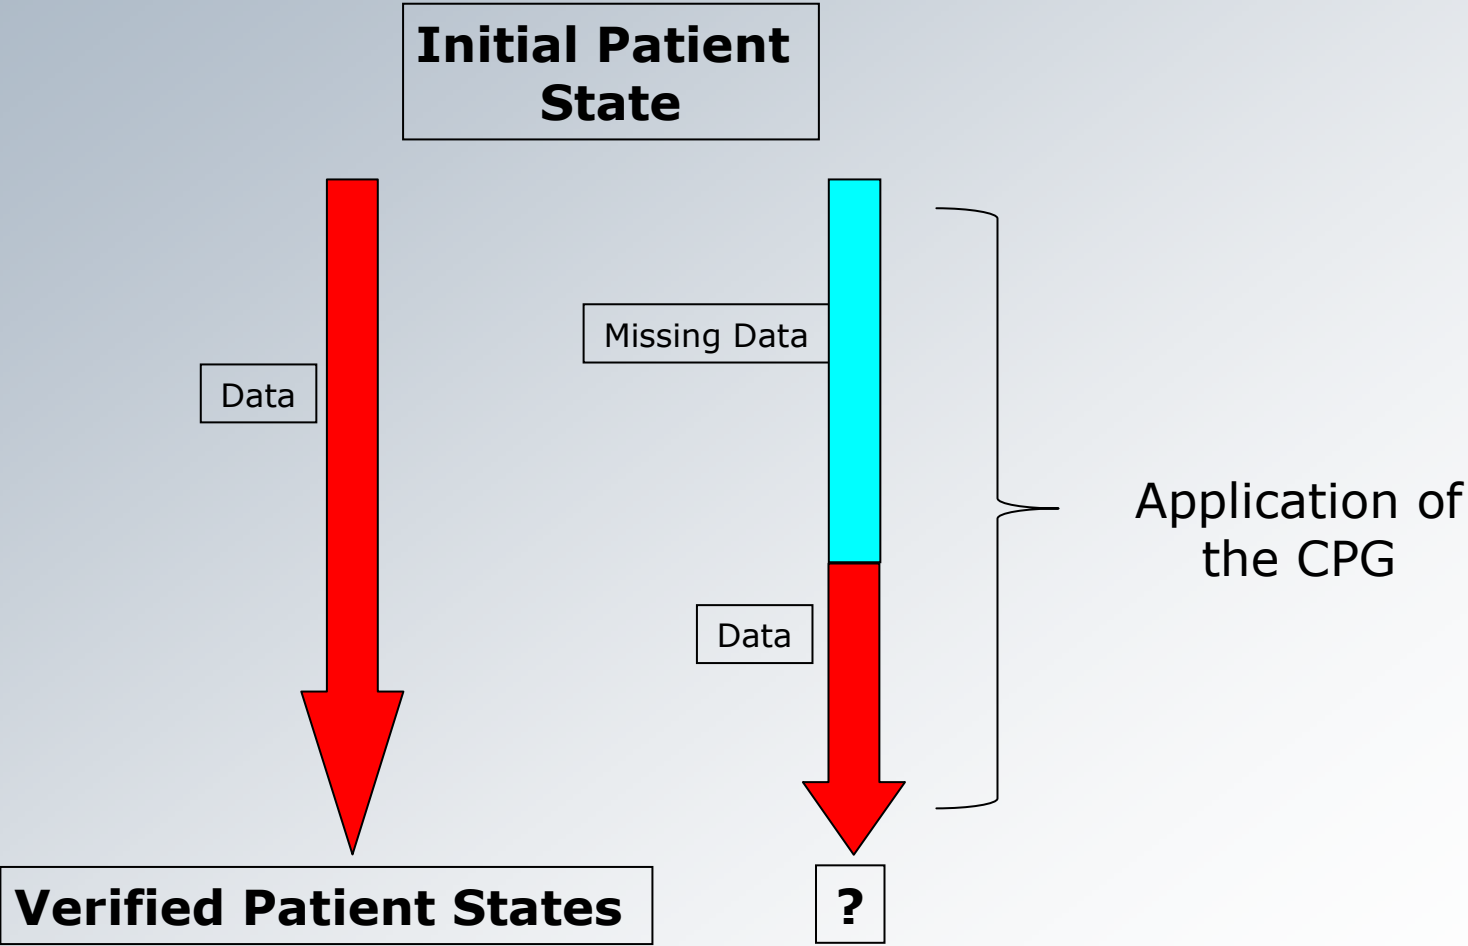 Initial Patient
State
Missing Data
Data
Application of
the CPG
Data
Verified Patient States
?